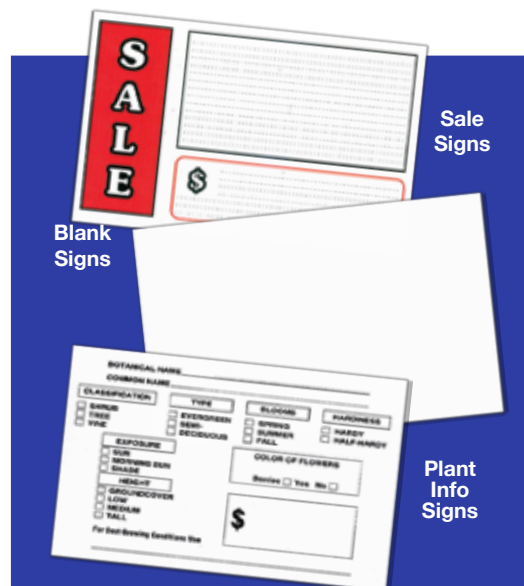 SALE
$
Sale
Signs
Blank
Signs
BOTANICAL NAME
COMMON NAME
CLASSIFICATION
SHRUB
TREE
VINE
TYPE
EVERGREEN
SEMI-
DECIDUOUS
BLOOMS
SPRING
SUMMER
FALL
HARDINESS
HARDY
HALF-HARDY
EXPOSURE
SUN
MORNING SUN
SHADE
HEIGHT
GROUNDCOVER
LOW
MEDIUM
TALL
COLOR OF FLOWERS
Berries Yes No
$
For Best Growing Conditions Use
Plant
Info
Signs